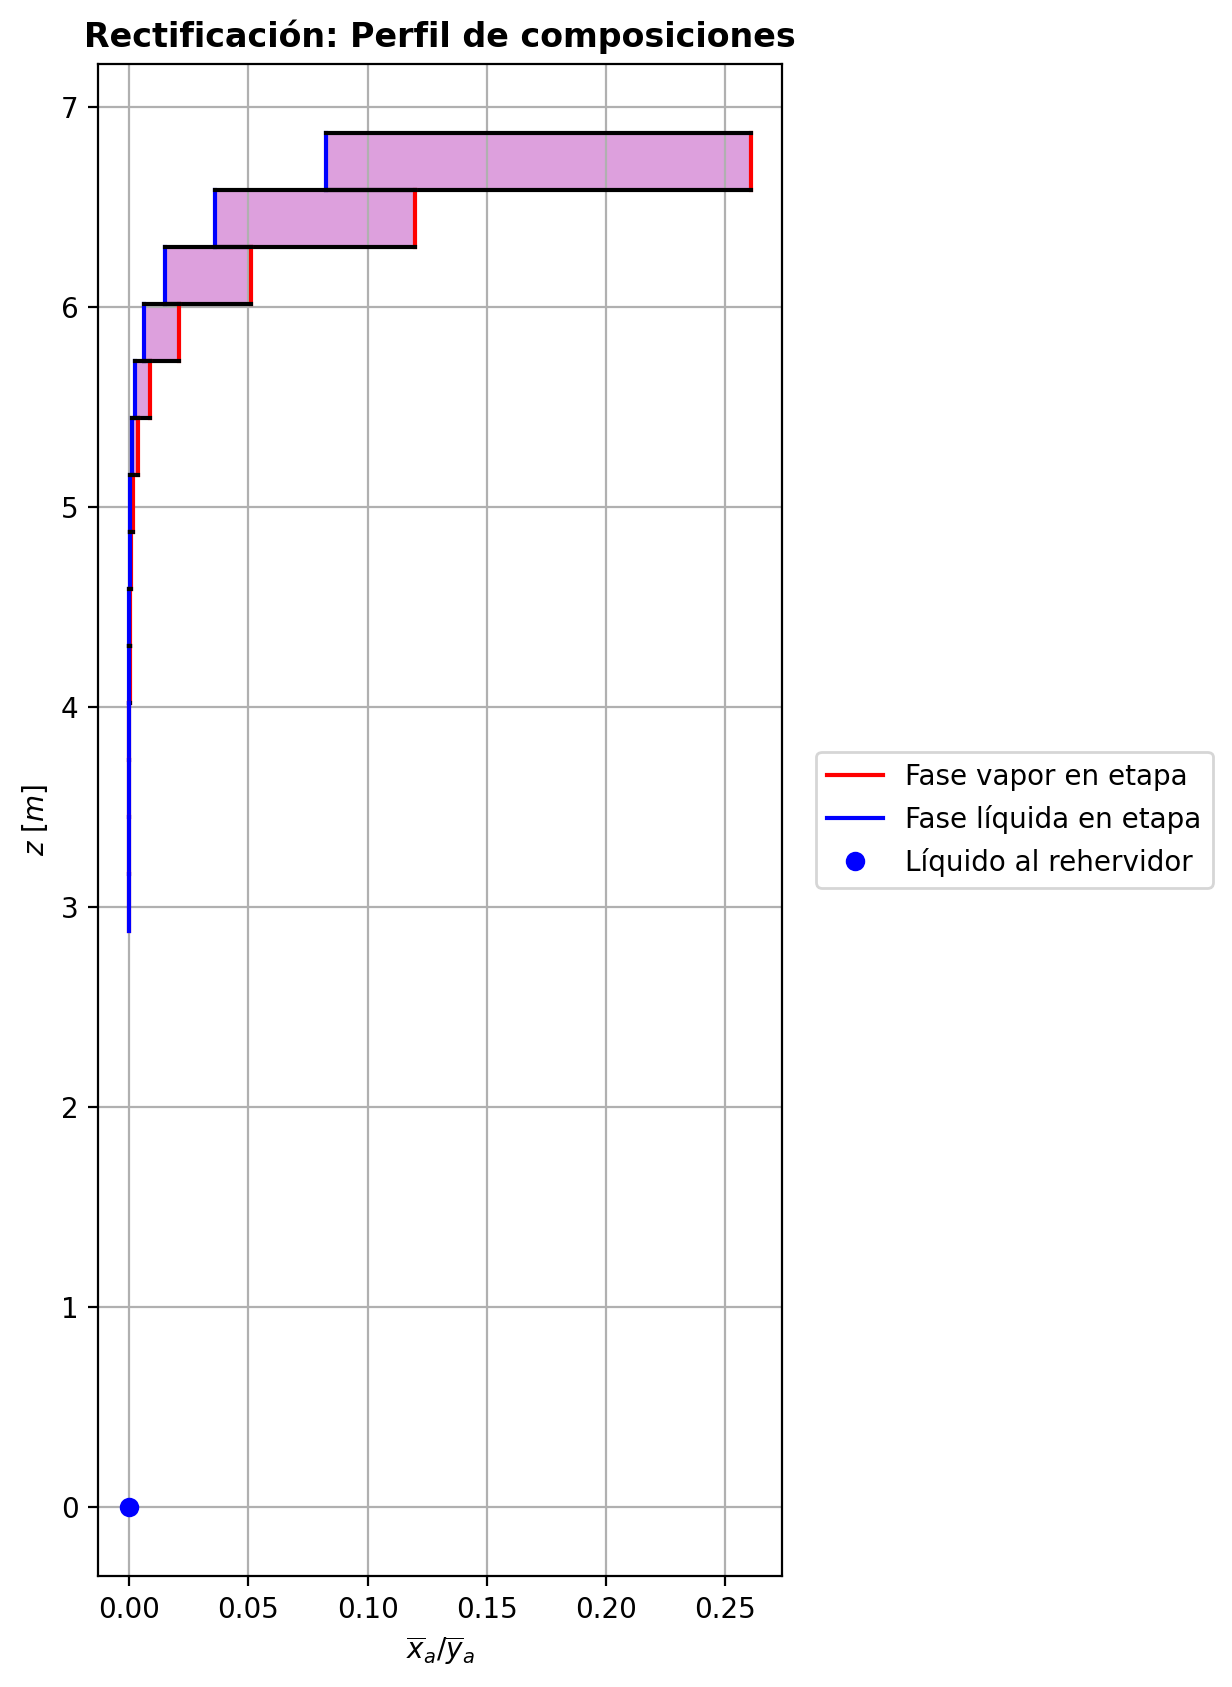 Rectificación: Perfil de composiciones
7
6
5
4
3
2
1
0
z [m]
0.00 0.05 0.10 0.15 0.20 0.25
x̅ₐ/y̅ₐ
Fase vapor en etapa
Fase líquida en etapa
Líquido al rehervidor